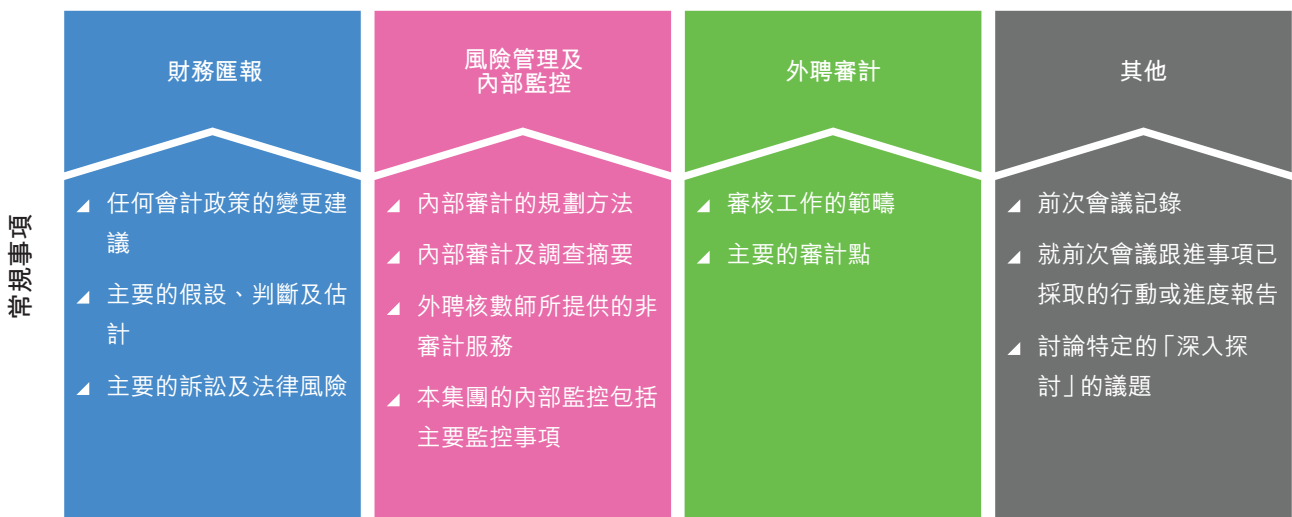 常規事項
財務匯報
任何會計政策的變更建
議
主要的假設、判斷及估
計
主要的訴訟及法律風險
風險管理及
內部監控
內部審計的規劃方法
內部審計及調查摘要
外聘核數師所提供的非
審計服務
本集團的內部監控包括
主要監控事項
外聘審計
審核工作的範疇
主要的審計點
其他
前次會議記錄
就前次會議跟進事項已
採取的行動或進度報告
討論特定的「深入探
討」的議題